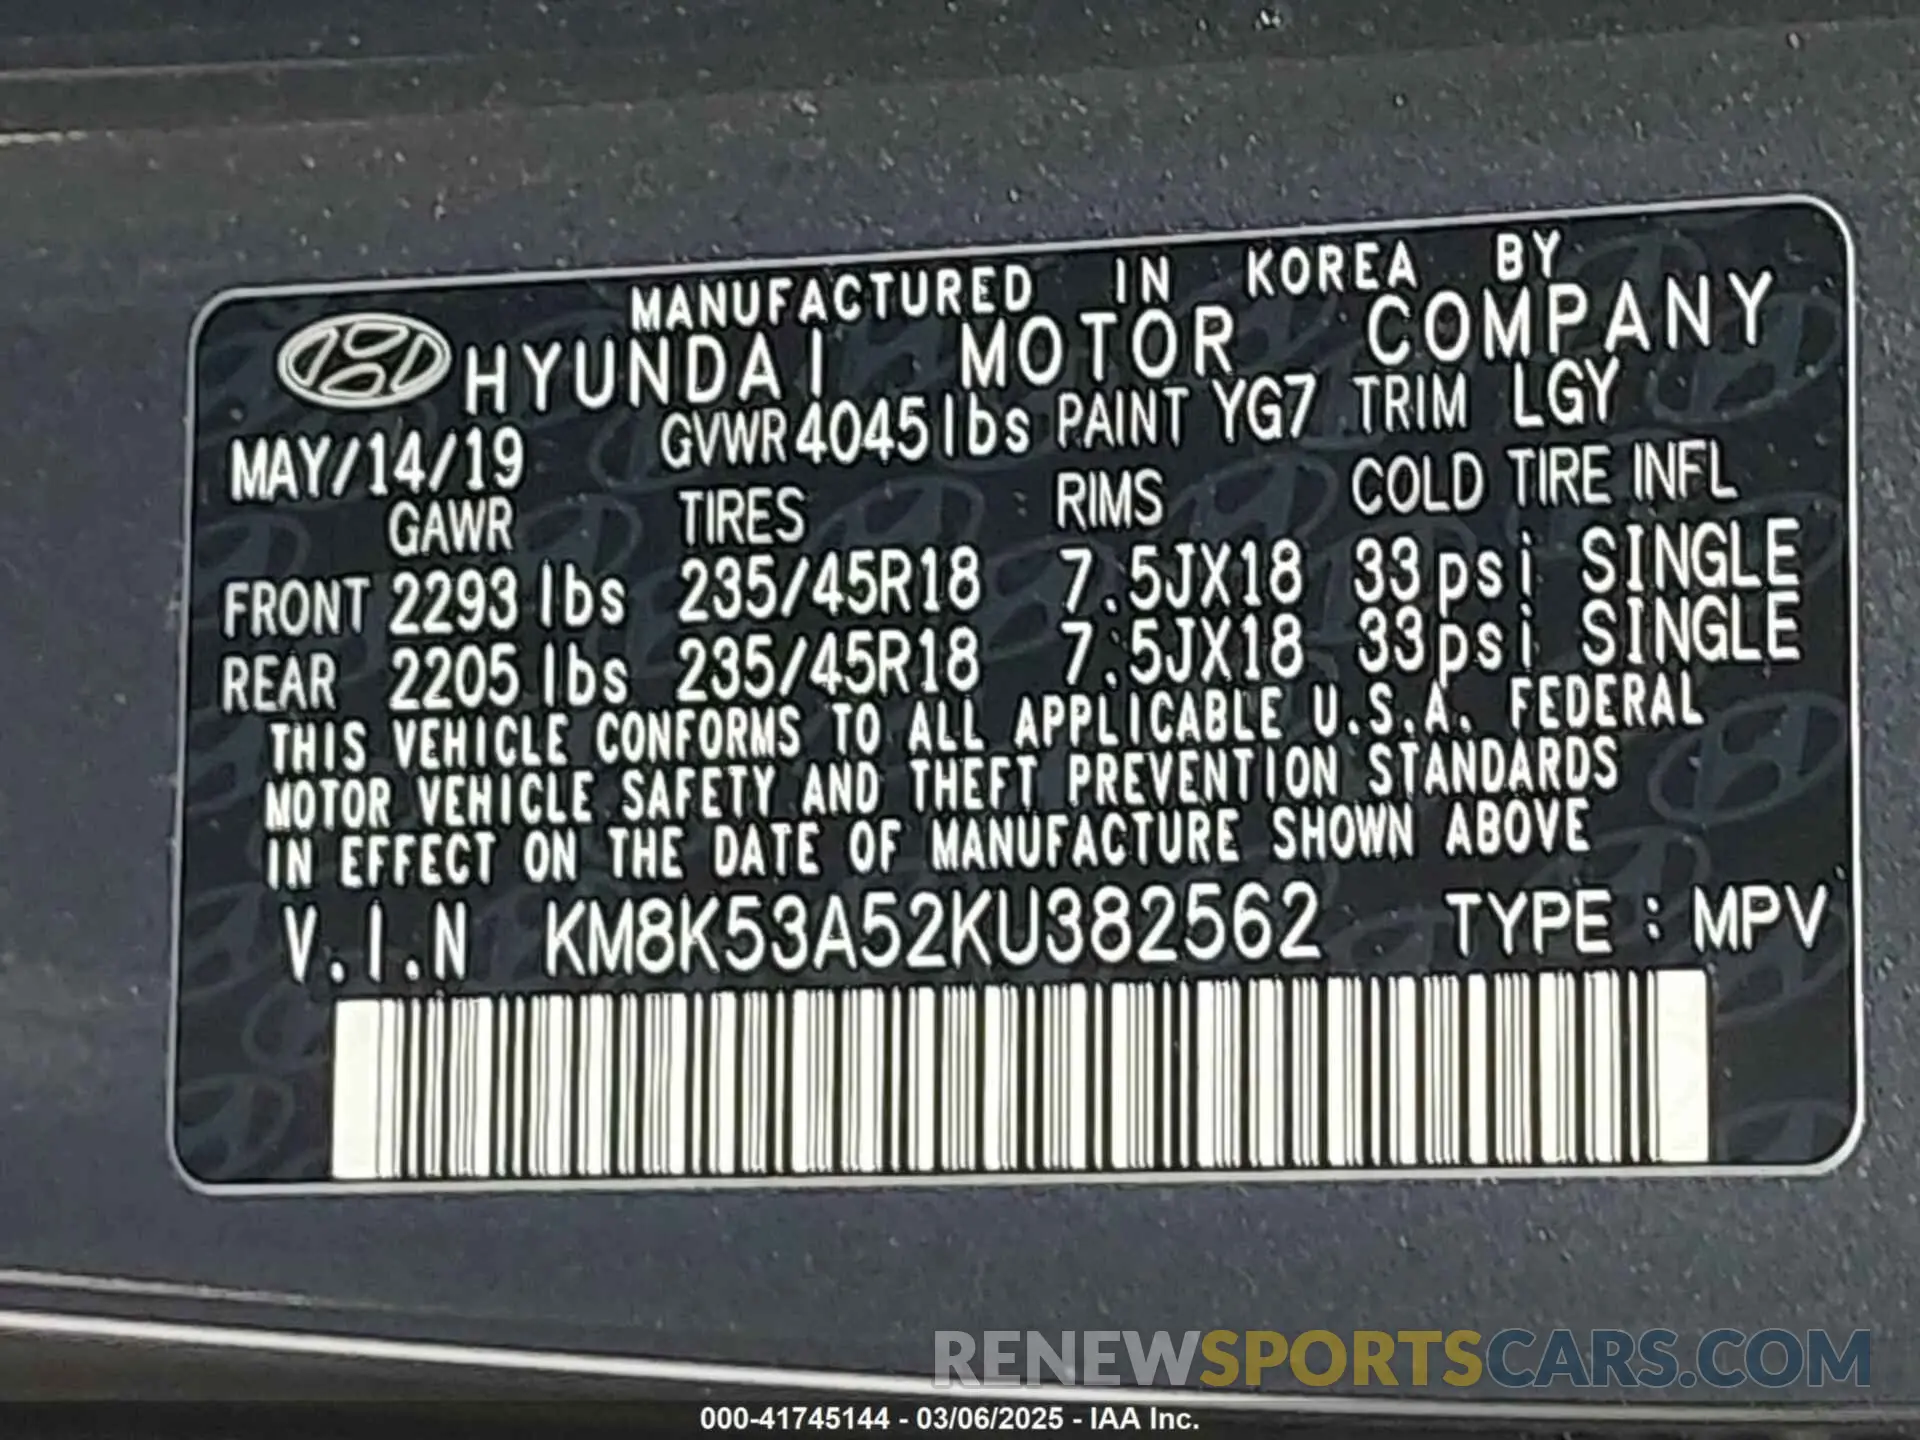 MANUFACTURED IN KOREA BY
HYUNDAI MOTOR COMPANY
MAY/14/19 GVWR 4045 lbs PAINT YG7 TRIM LGY
GAWR TIRES RIMS COLD TIRE INFL
FRONT 2293 lbs 235/45R18 7.5JX18 33 psi SINGLE
REAR 2205 lbs 235/45R18 7.5JX18 33 psi SINGLE
THIS VEHICLE CONFORMS TO ALL APPLICABLE U.S.A. FEDERAL
MOTOR VEHICLE SAFETY AND THEFT PREVENTION STANDARDS
IN EFFECT ON THE DATE OF MANUFACTURE SHOWN ABOVE
V.I.N KM8K53A52KU382562 TYPE : MPV
RENEWSPORTSCARS.COM
000-41745144 - 03/06/2025 - IAA Inc.